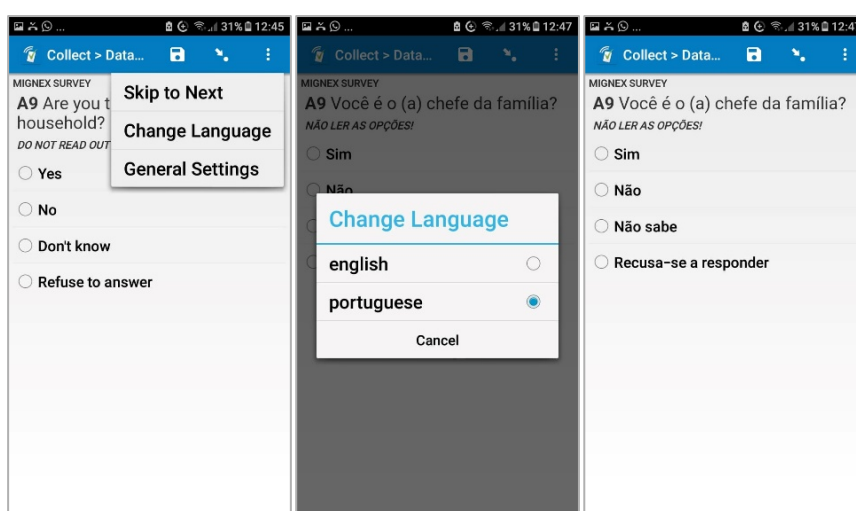 ... 31% 12:45
Collect > Data...
MIGNEX SURVEY
A9 Are you t
household?
DO NOT READ OUT
Yes
No
Don't know
Refuse to answer
Skip to Next
Change Language
General Settings
... 31% 12:47
Collect > Data...
MIGNEX SURVEY
A9 Você é o (a) chefe da família?
NÃO LER AS OPÇÕES!
Sim
Não
Change Language
english
portuguese
Cancel
... 31% 12:47
Collect > Data...
MIGNEX SURVEY
A9 Você é o (a) chefe da família?
NÃO LER AS OPÇÕES!
Sim
Não
Não sabe
Recusa-se a responder